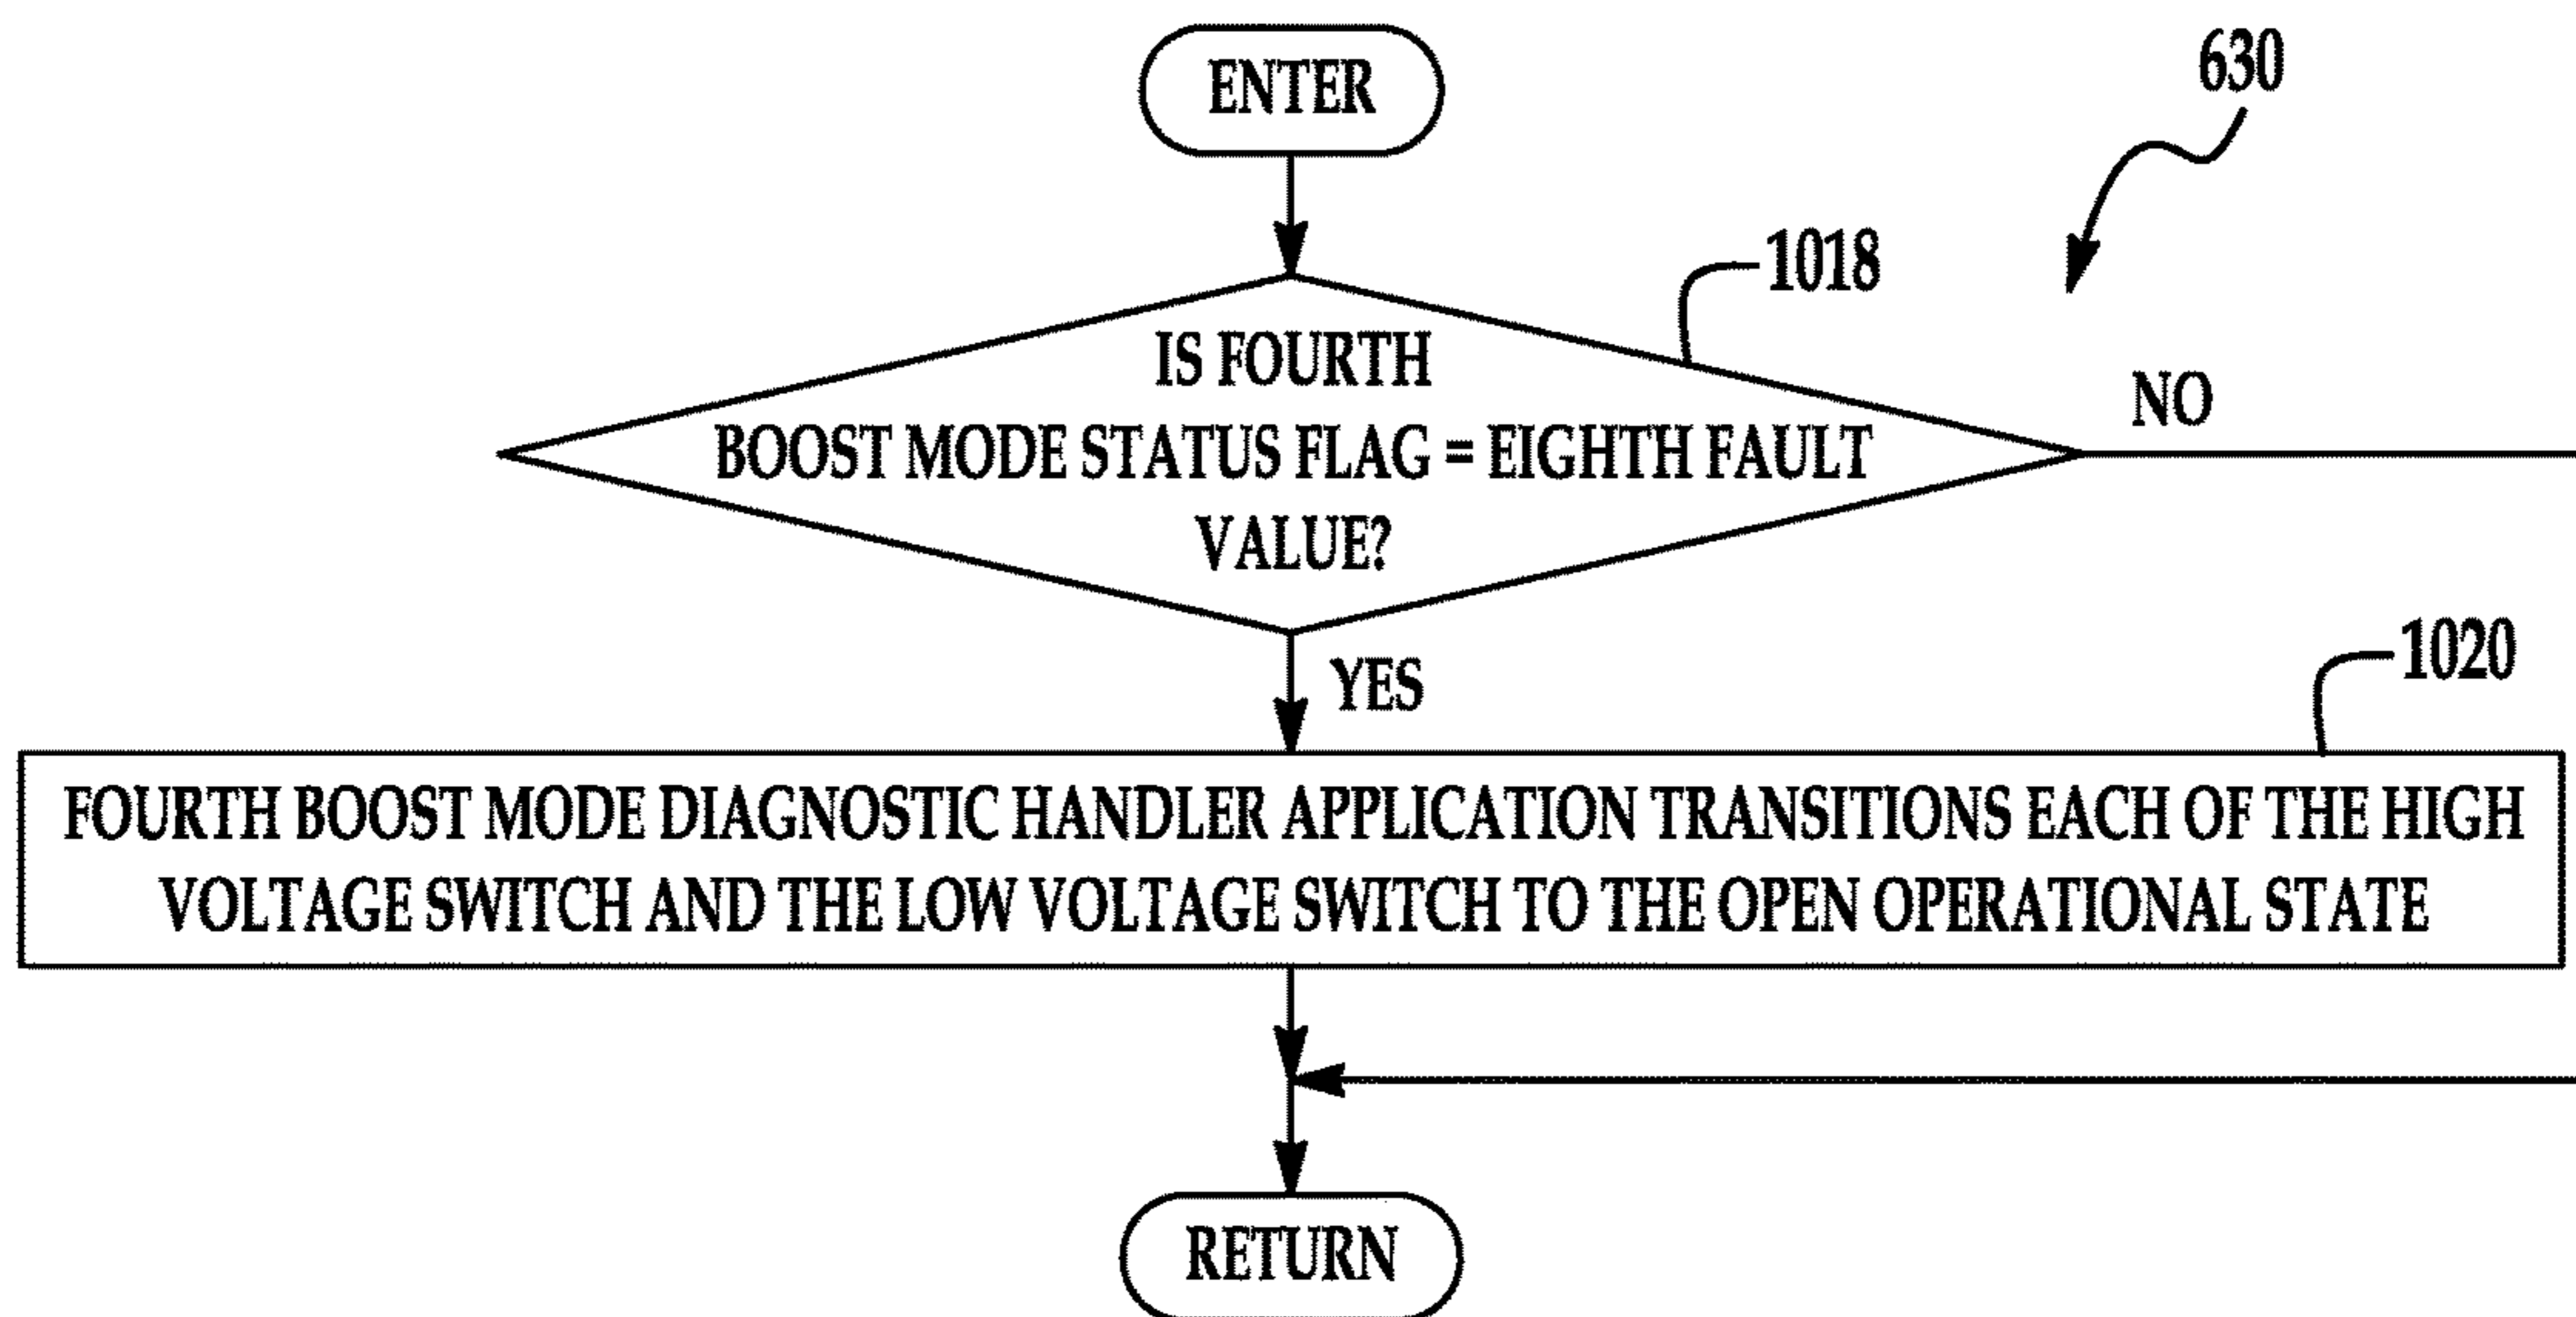 ENTER
630
1018
IS FOURTH
BOOST MODE STATUS FLAG = EIGHTH FAULT
VALUE?
NO
YES
1020
FOURTH BOOST MODE DIAGNOSTIC HANDLER APPLICATION TRANSITIONS EACH OF THE HIGH
VOLTAGE SWITCH AND THE LOW VOLTAGE SWITCH TO THE OPEN OPERATIONAL STATE
RETURN